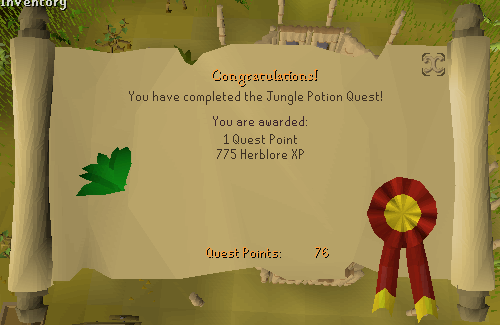 Inventory
Congratulations!
You have completed the Jungle Potion Quest!
You are awarded:
1 Quest Point
775 Herblore XP
Quest Points: 76